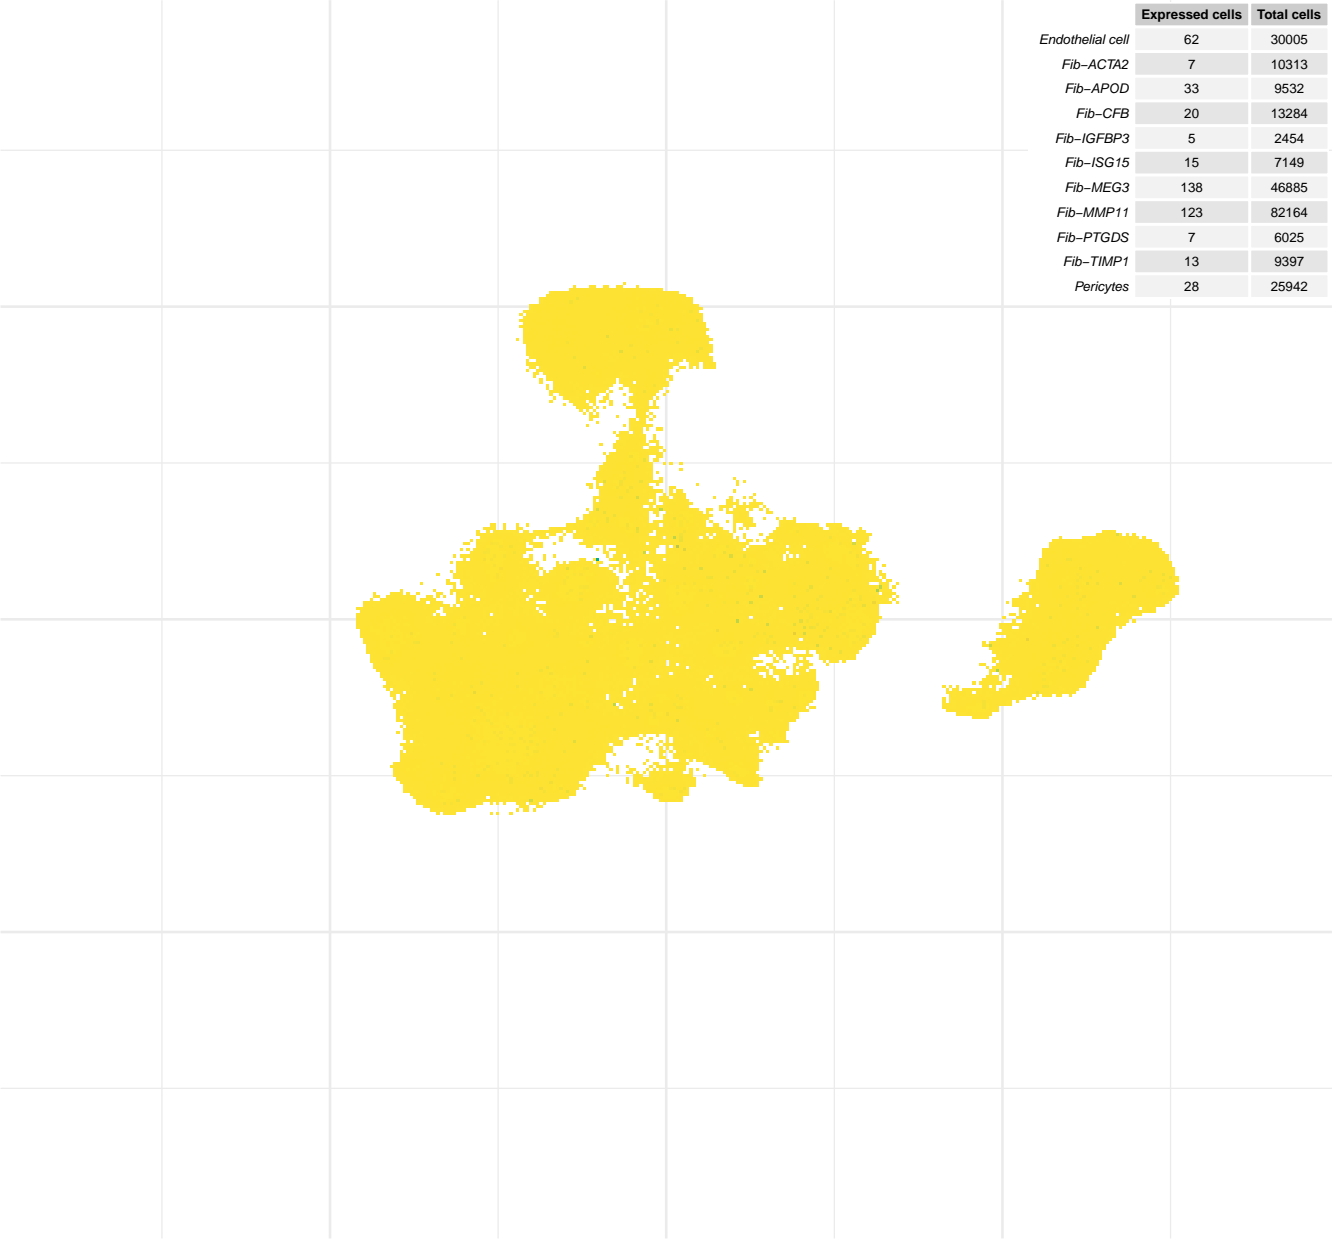 Expressed cells Total cells
Endothelial cell 62 30005
Fib−ACTA2 7 10313
Fib−APOD 33 9532
Fib−CFB 20 13284
Fib−IGFBP3 5 2454
Fib−ISG15 15 7149
Fib−MEG3 138 46885
Fib−MMP11 123 82164
Fib−PTGDS 7 6025
Fib−TIMP1 13 9397
Pericytes 28 25942